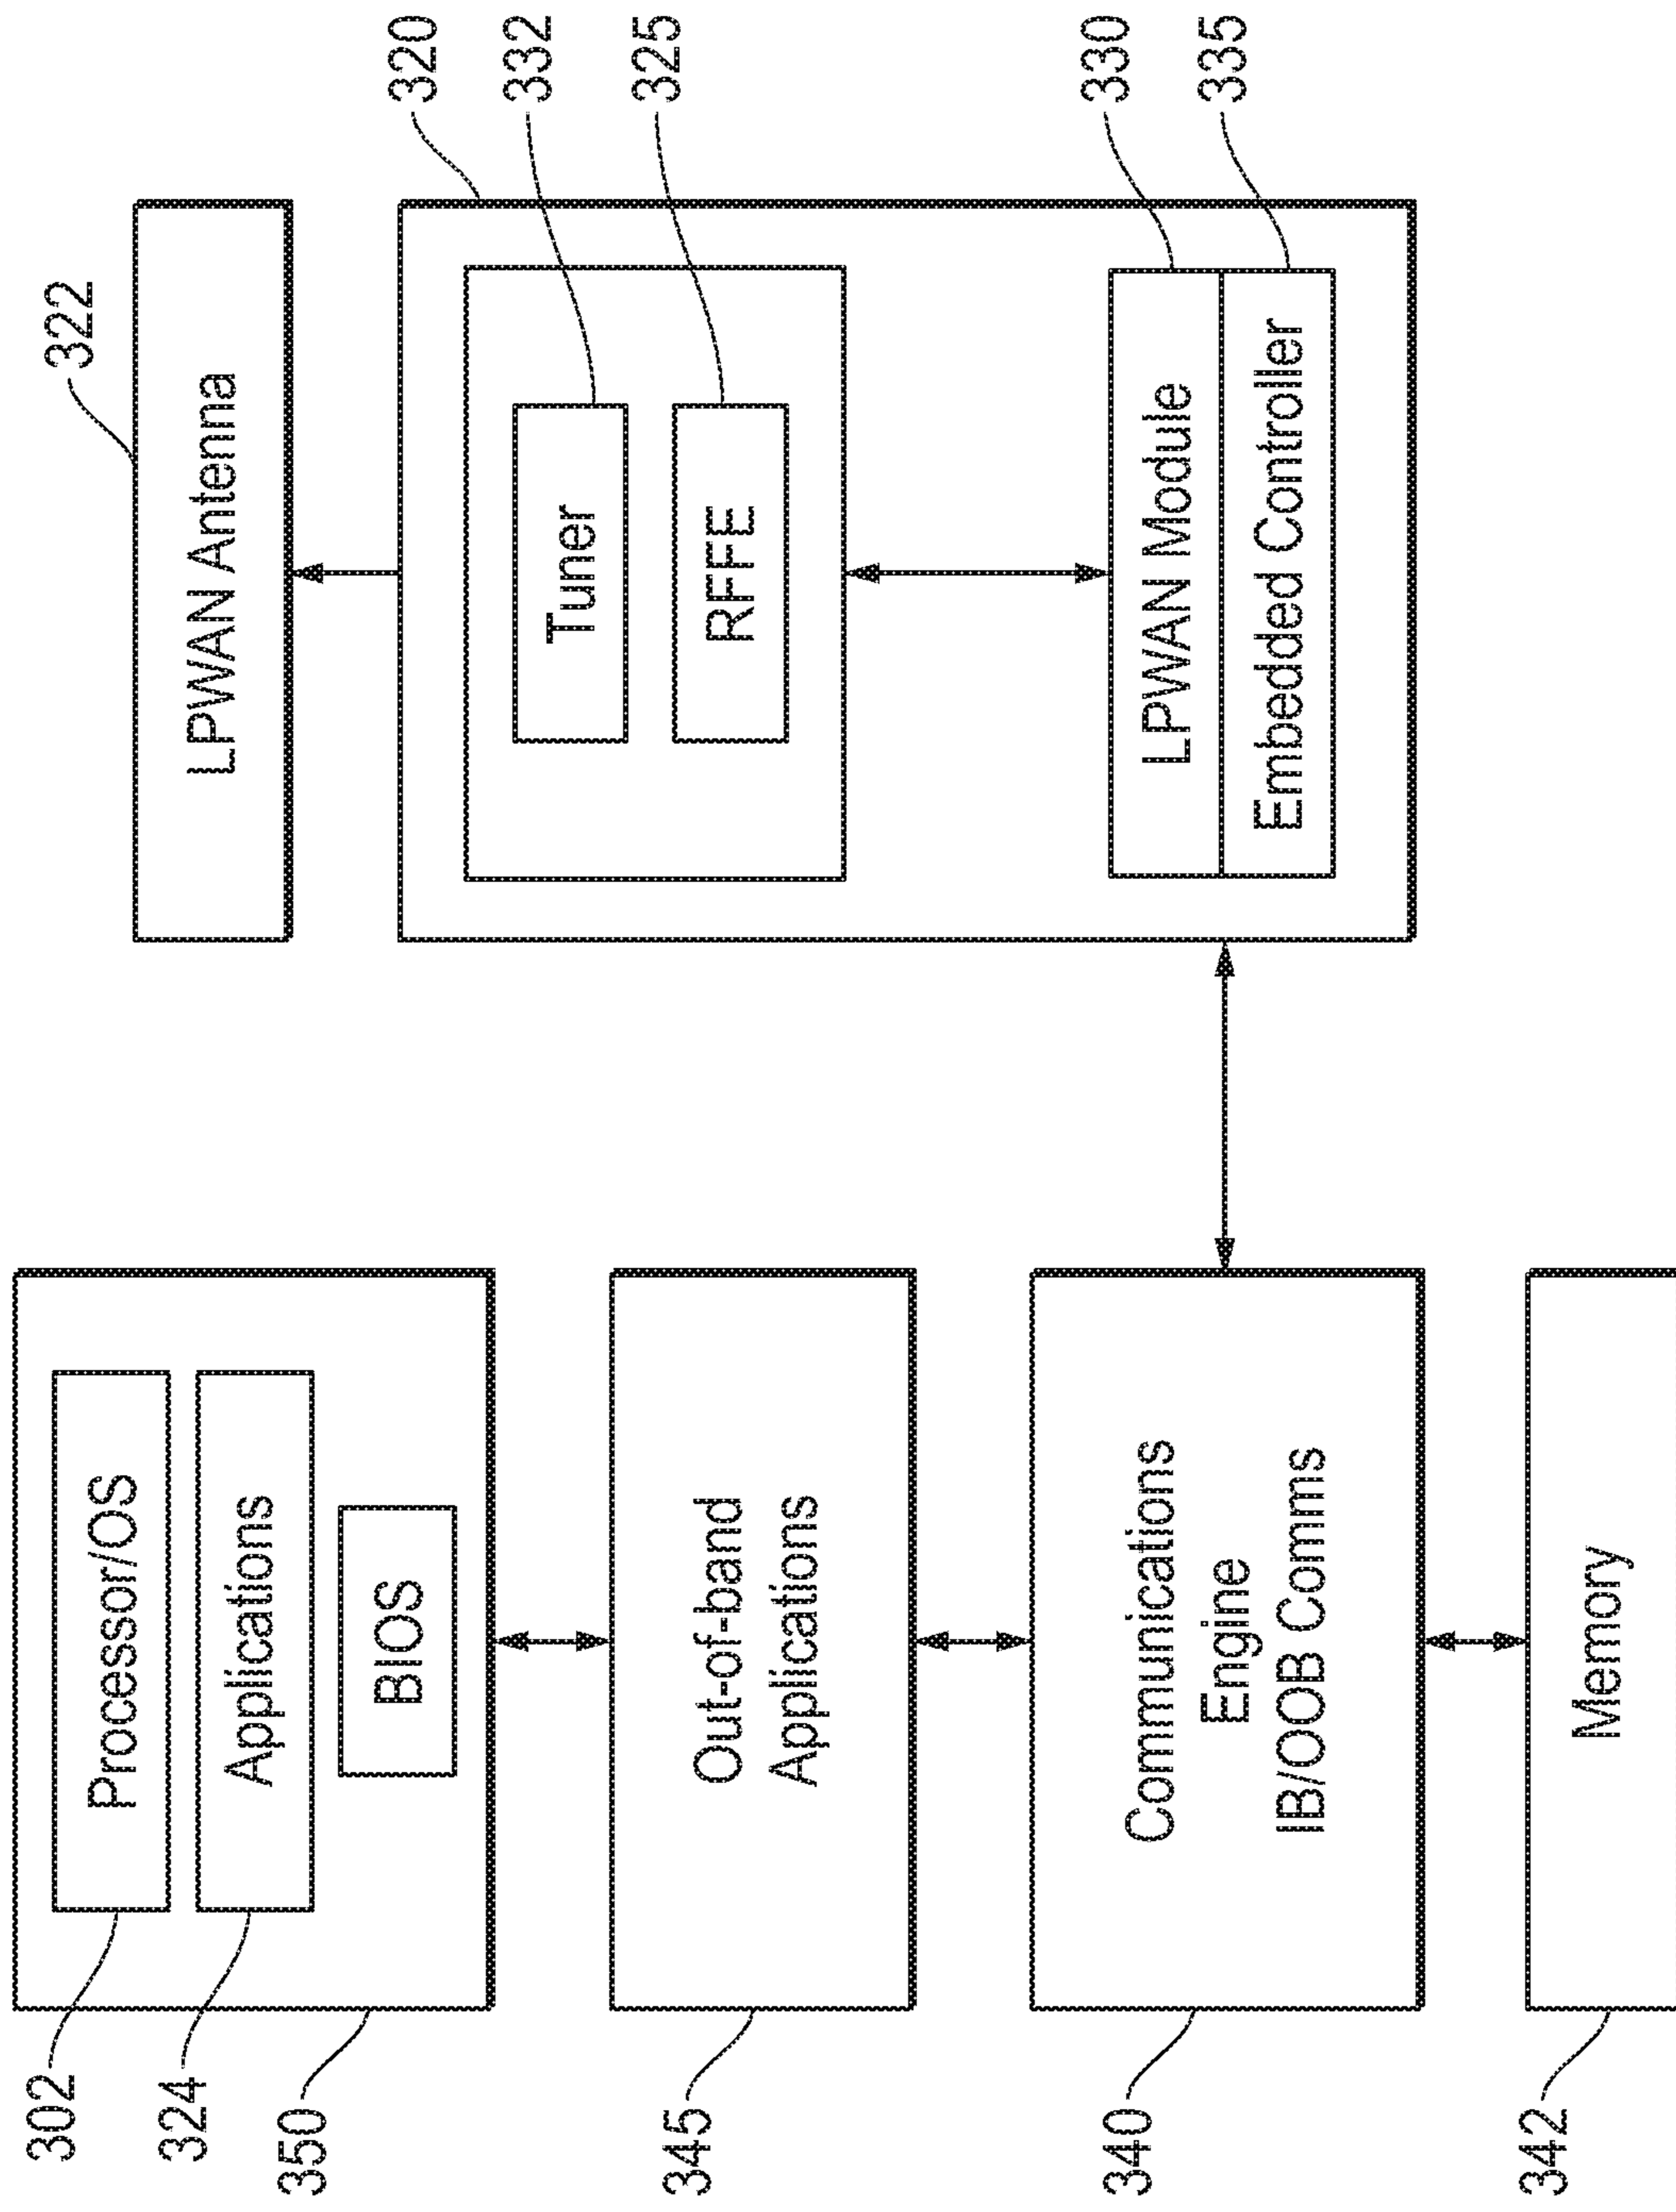 302
Processor/OS
324
Applications
350
BIOS
345
Out-of-band
Applications
340
Communications
Engine
IB/OOB Comms
342
Memory
322
LPWAN Antenna
320
332
Tuner
325
RFFE
330
LPWAN Module
335
Embedded Controller